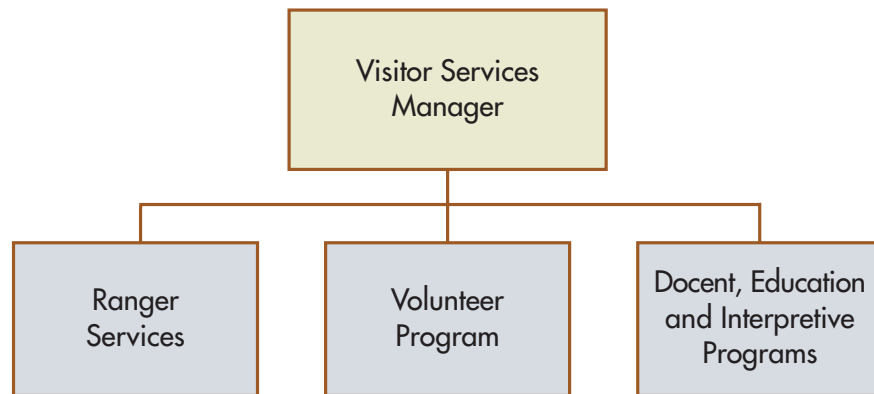 Visitor Services
Manager
Ranger
Services
Volunteer
Program
Docent, Education
and Interpretive
Programs